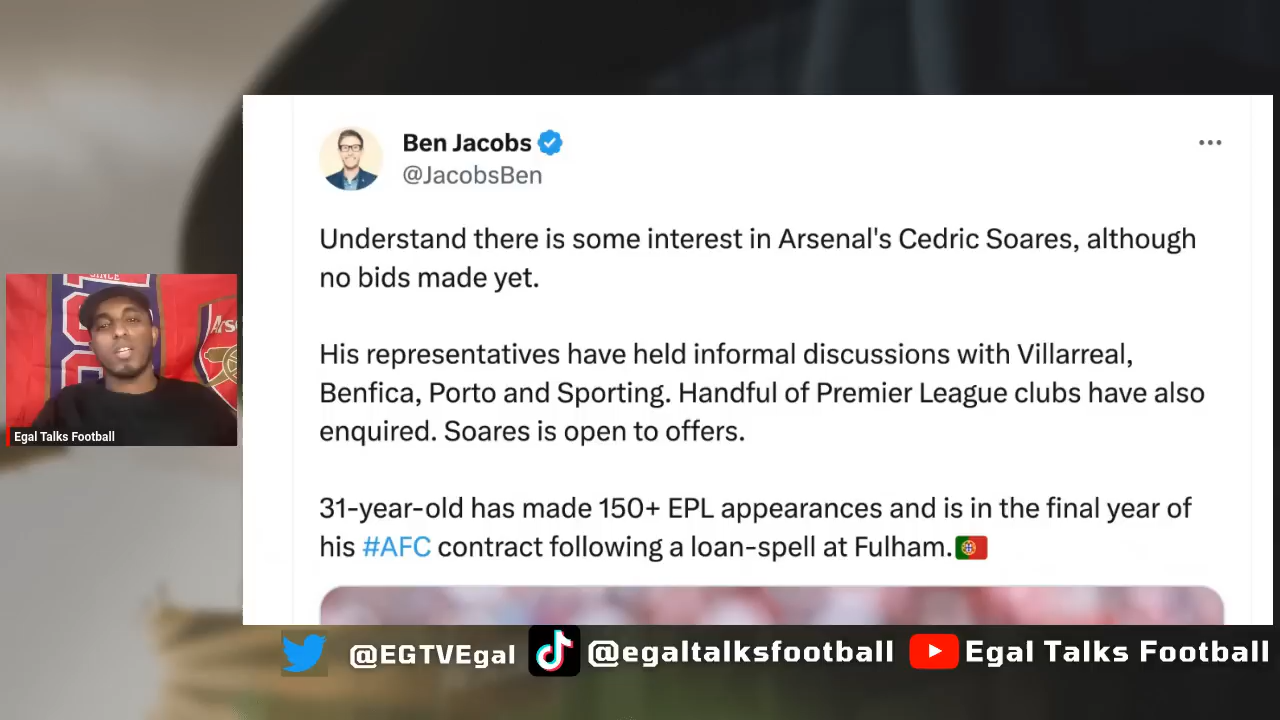 Ben Jacobs
@JacobsBen
Understand there is some interest in Arsenal's Cedric Soares, although
no bids made yet.
His representatives have held informal discussions with Villarreal,
Benfica, Porto and Sporting. Handful of Premier League clubs have also
enquired. Soares is open to offers.
31-year-old has made 150+ EPL appearances and is in the final year of
his #AFC contract following a loan-spell at Fulham.
SINCE
Arse
Egal Talks Football
@EGTVEgal
@egaltalksfootball
Egal Talks Football